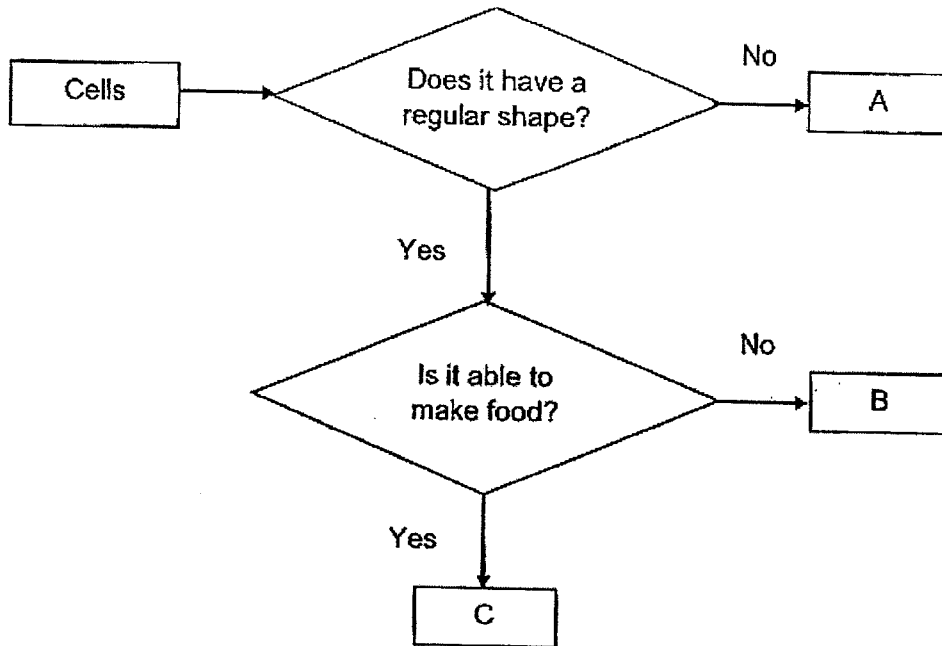 Cells
Does it have a
regular shape?
No
A
Yes
Is it able to
make food?
No
B
Yes
C